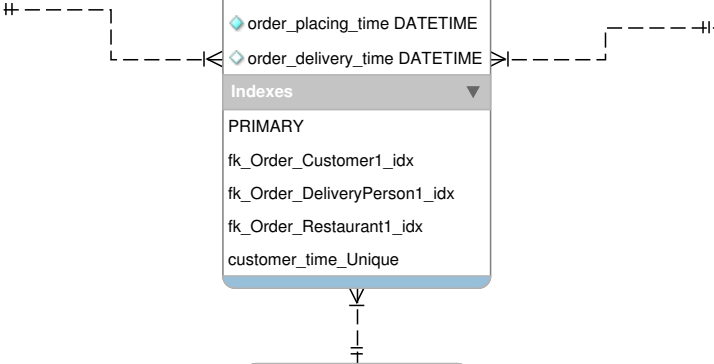 order_placing_time DATETIME
order_delivery_time DATETIME
Indexes
PRIMARY
fk_Order_Customer1_idx
fk_Order_DeliveryPerson1_idx
fk_Order_Restaurant1_idx
customer_time_Unique